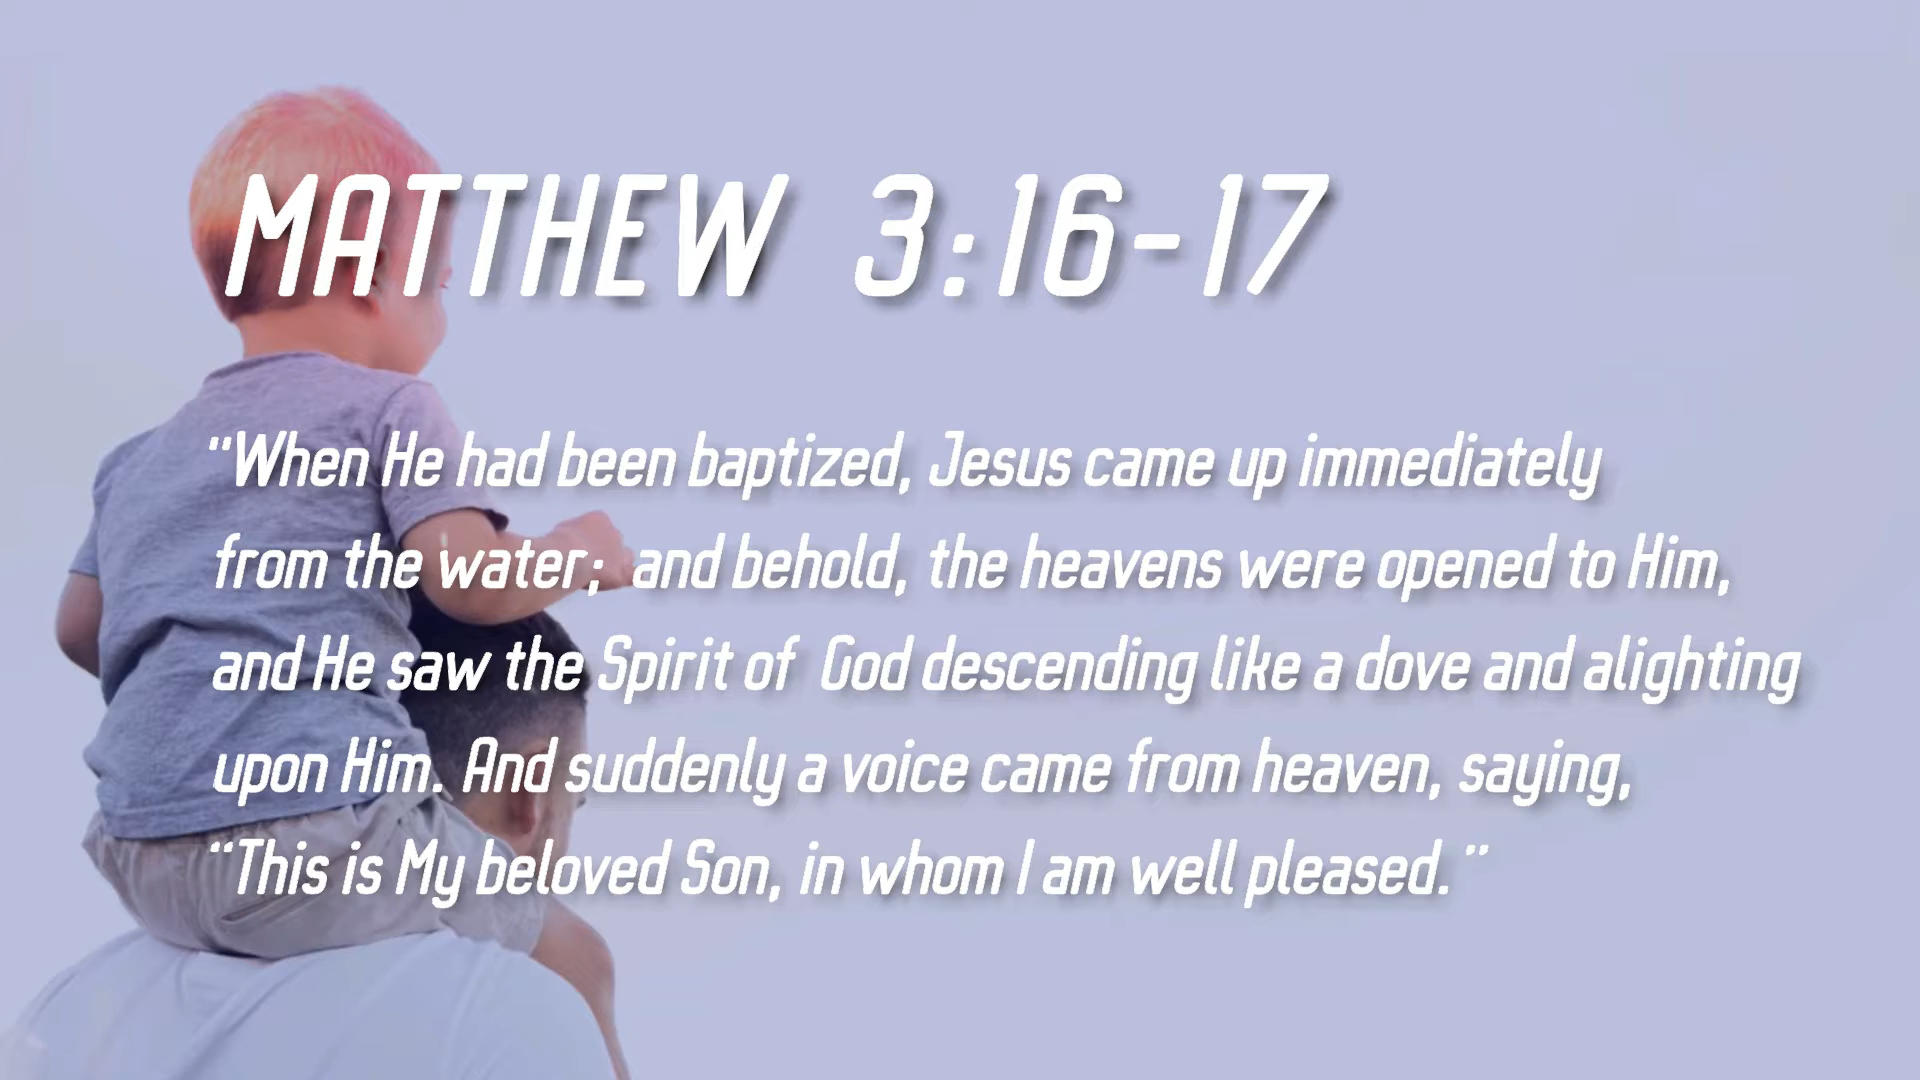 MATTHEW 3:16-17
"When He had been baptized, Jesus came up immediately
from the water; and behold, the heavens were opened to Him,
and He saw the Spirit of God descending like a dove and alighting
upon Him. And suddenly a voice came from heaven, saying,
"This is My beloved Son, in whom I am well pleased."